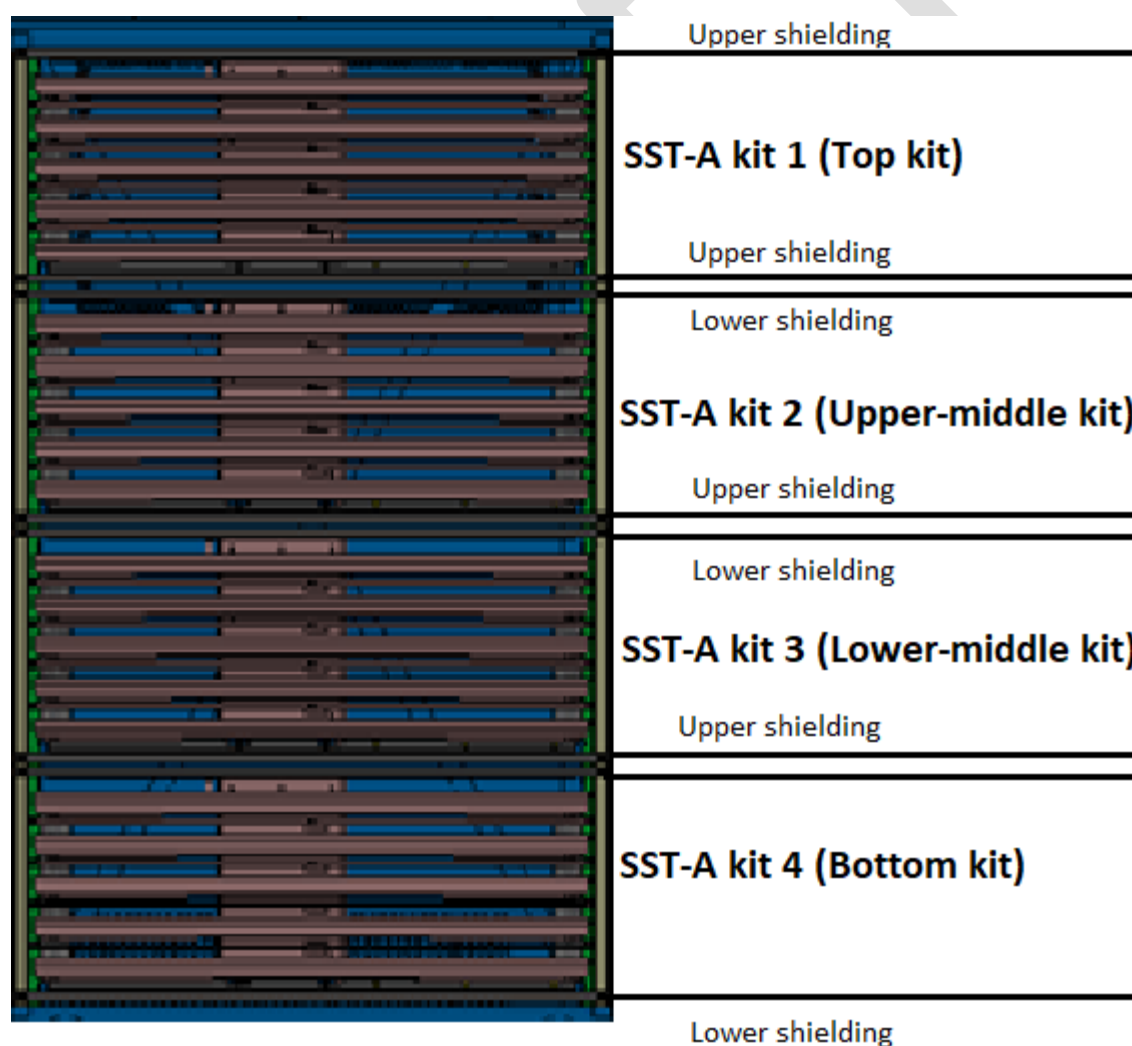 Upper shielding
SST-A kit 1 (Top kit)
Upper shielding
Lower shielding
SST-A kit 2 (Upper-middle kit)
Upper shielding
Lower shielding
SST-A kit 3 (Lower-middle kit)
Upper shielding
SST-A kit 4 (Bottom kit)
Lower shielding